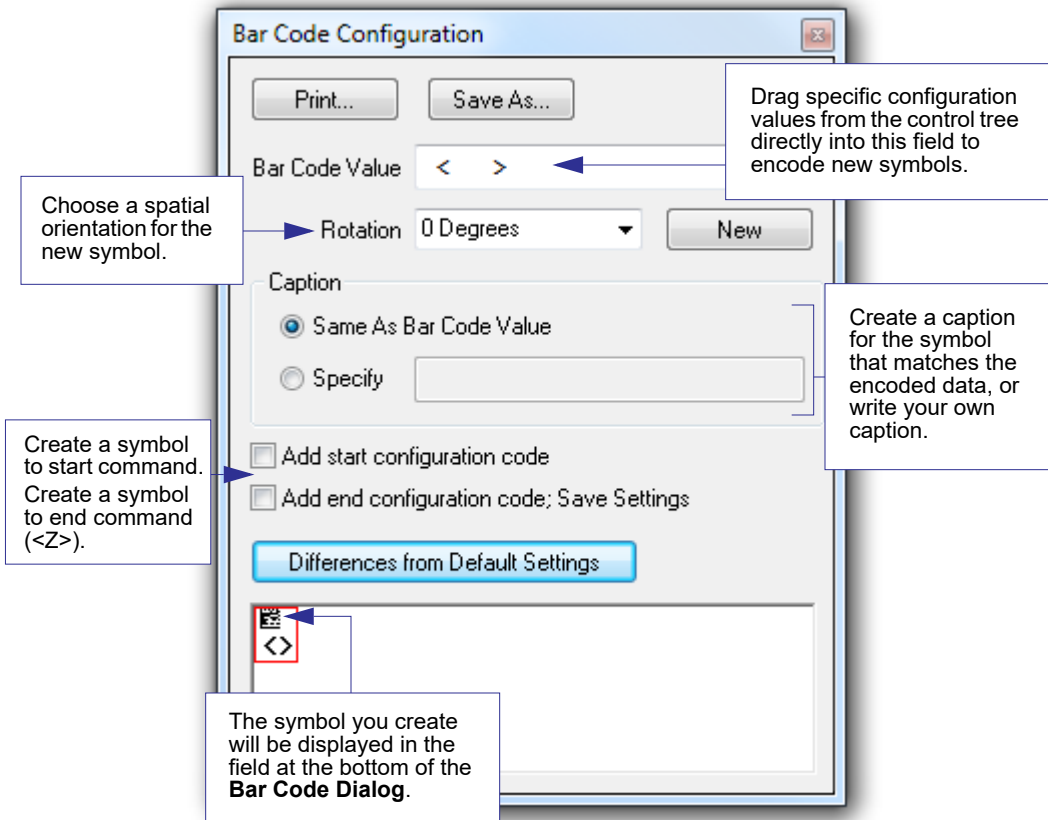 Bar Code Configuration
Print...
Save As...
Drag specific configuration
values from the control tree
directly into this field to
encode new symbols.
Bar Code Value
< >
Choose a spatial
orientation for the
new symbol.
Rotation
0 Degrees
New
Caption
Same As Bar Code Value
Specify
Create a caption
for the symbol
that matches the
encoded data, or
write your own
caption.
Create a symbol
to start command.
Create a symbol
to end command
(<Z>).
Add start configuration code
Add end configuration code; Save Settings
Differences from Default Settings
<>
The symbol you create
will be displayed in the
field at the bottom of the
Bar Code Dialog.